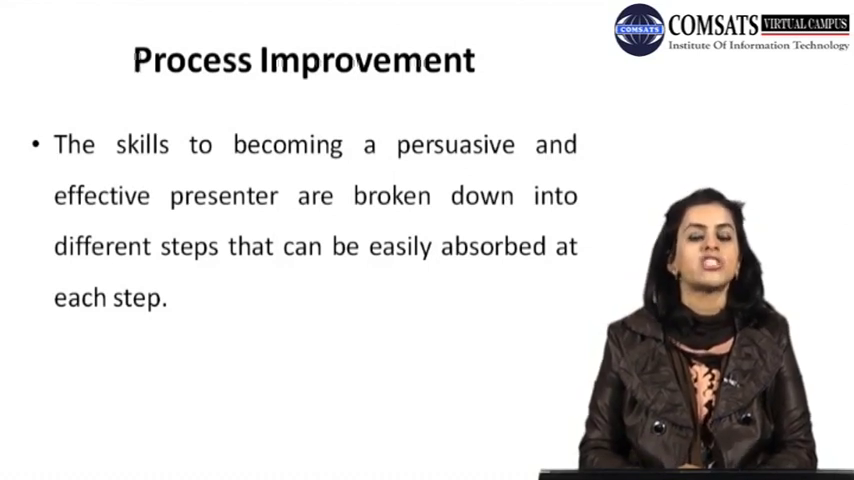 COMSATS VIRTUAL CAMPUS
COMSATS
Institute Of Information Technology
Process Improvement
• The skills to becoming a persuasive and
effective presenter are broken down into
different steps that can be easily absorbed at
each step.